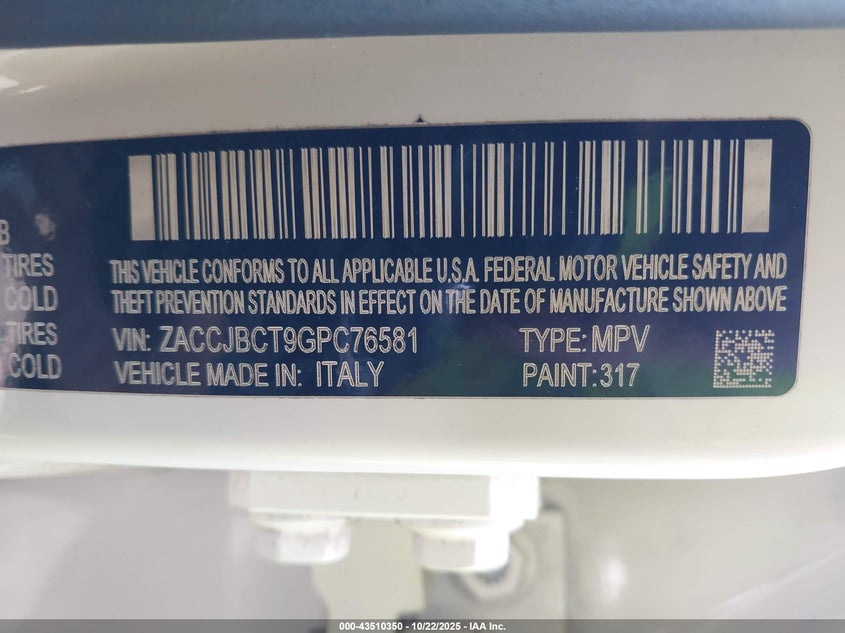 B
TIRES
COLD
TIRES
COLD
THIS VEHICLE CONFORMS TO ALL APPLICABLE U.S.A. FEDERAL MOTOR VEHICLE SAFETY AND
THEFT PREVENTION STANDARDS IN EFFECT ON THE DATE OF MANUFACTURE SHOWN ABOVE
VIN: ZACCJBCT9GPC76581 TYPE: MPV
VEHICLE MADE IN: ITALY PAINT: 317
000-43510350 - 10/22/2025 - IAA Inc.